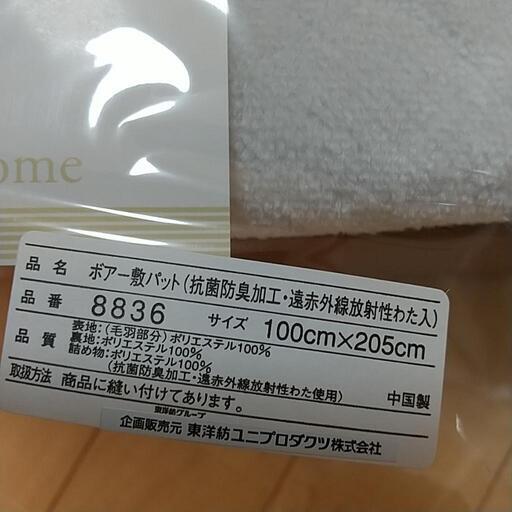 ome
品名 ボアー敷パット(抗菌防臭加工・遠赤外線放射性わた入)
品番 8836 サイズ 100cm×205cm
品質 表地:(毛羽部分)ポリエステル100%
裏地:ポリエステル100%
詰め物:ポリエステル100%
(抗菌防臭加工・遠赤外線放射性わた使用)
取扱方法 商品に縫い付けてあります。 中国製
東洋紡グループ
企画販売元 東洋紡ユニプロダクツ株式会社